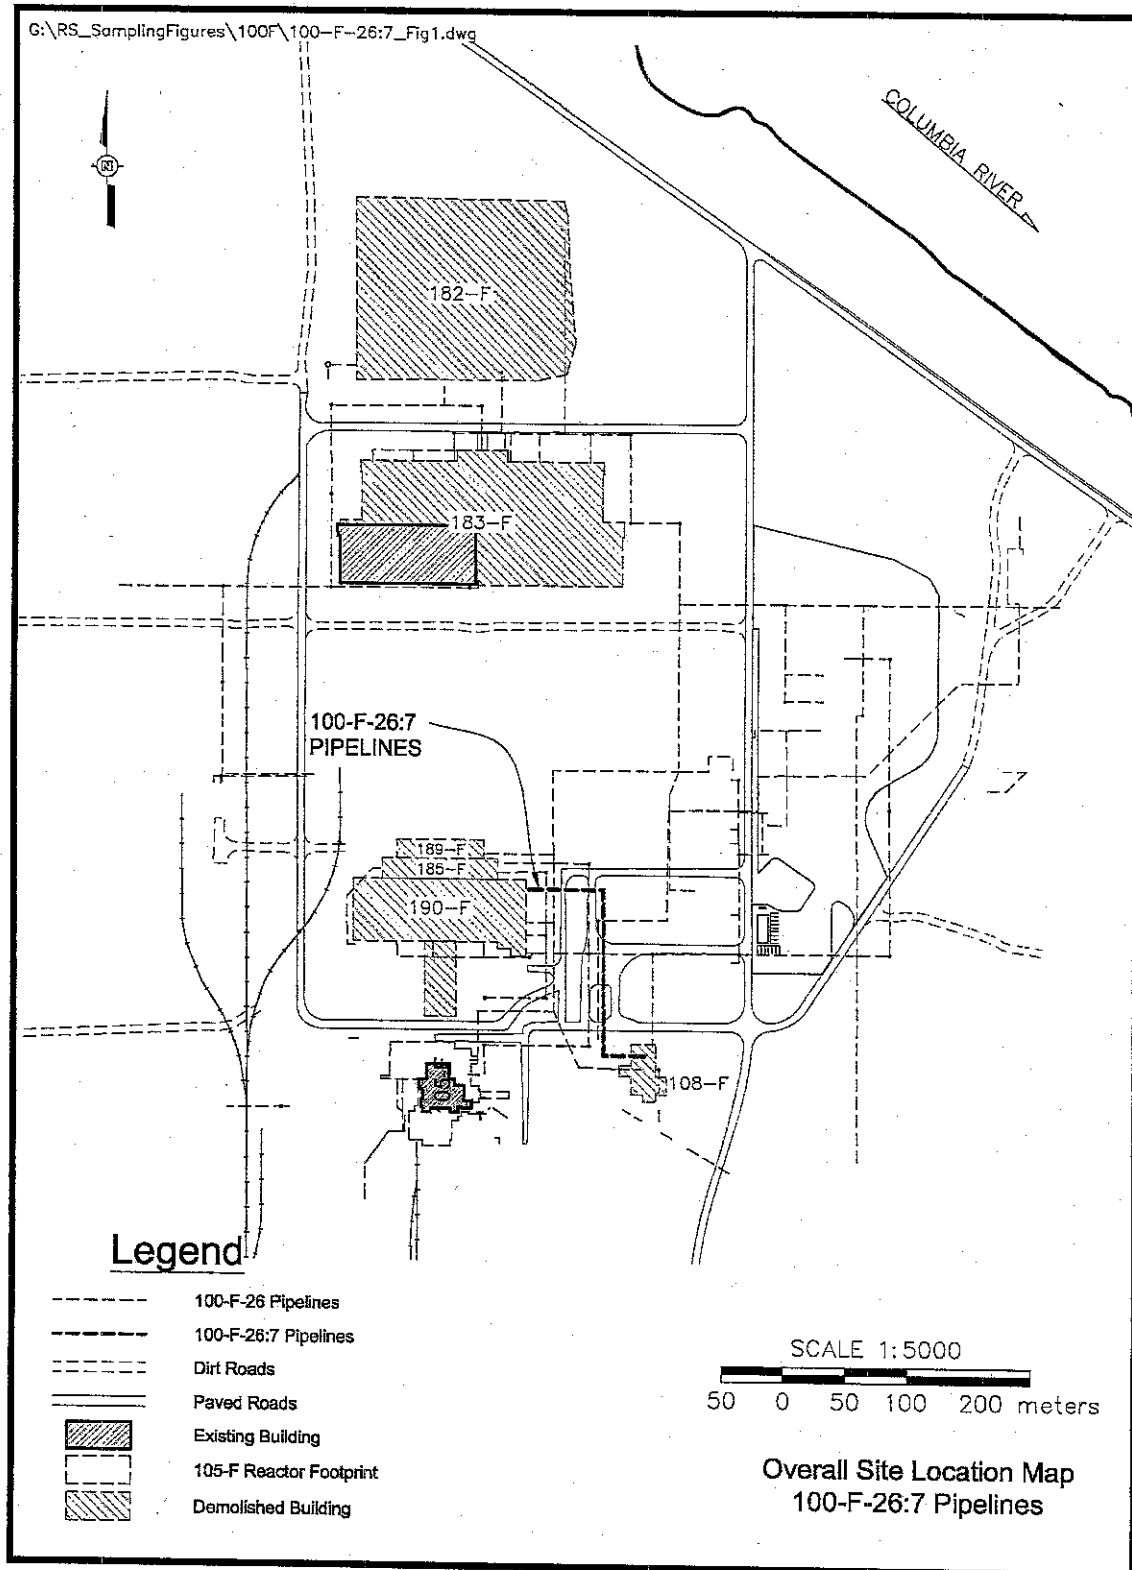 G:\RS_SamplingFigures\100F\100-F-26:7_Fig1.dwg
N
COLUMBIA RIVER
182-F
183-F
100-F-26:7
PIPELINES
189-F
185-F
190-F
108-F
Legend
100-F-26 Pipelines
100-F-26:7 Pipelines
Dirt Roads
Paved Roads
Existing Building
105-F Reactor Footprint
Demolished Building
SCALE 1:5000
50 0 50 100 200 meters
Overall Site Location Map
100-F-26:7 Pipelines